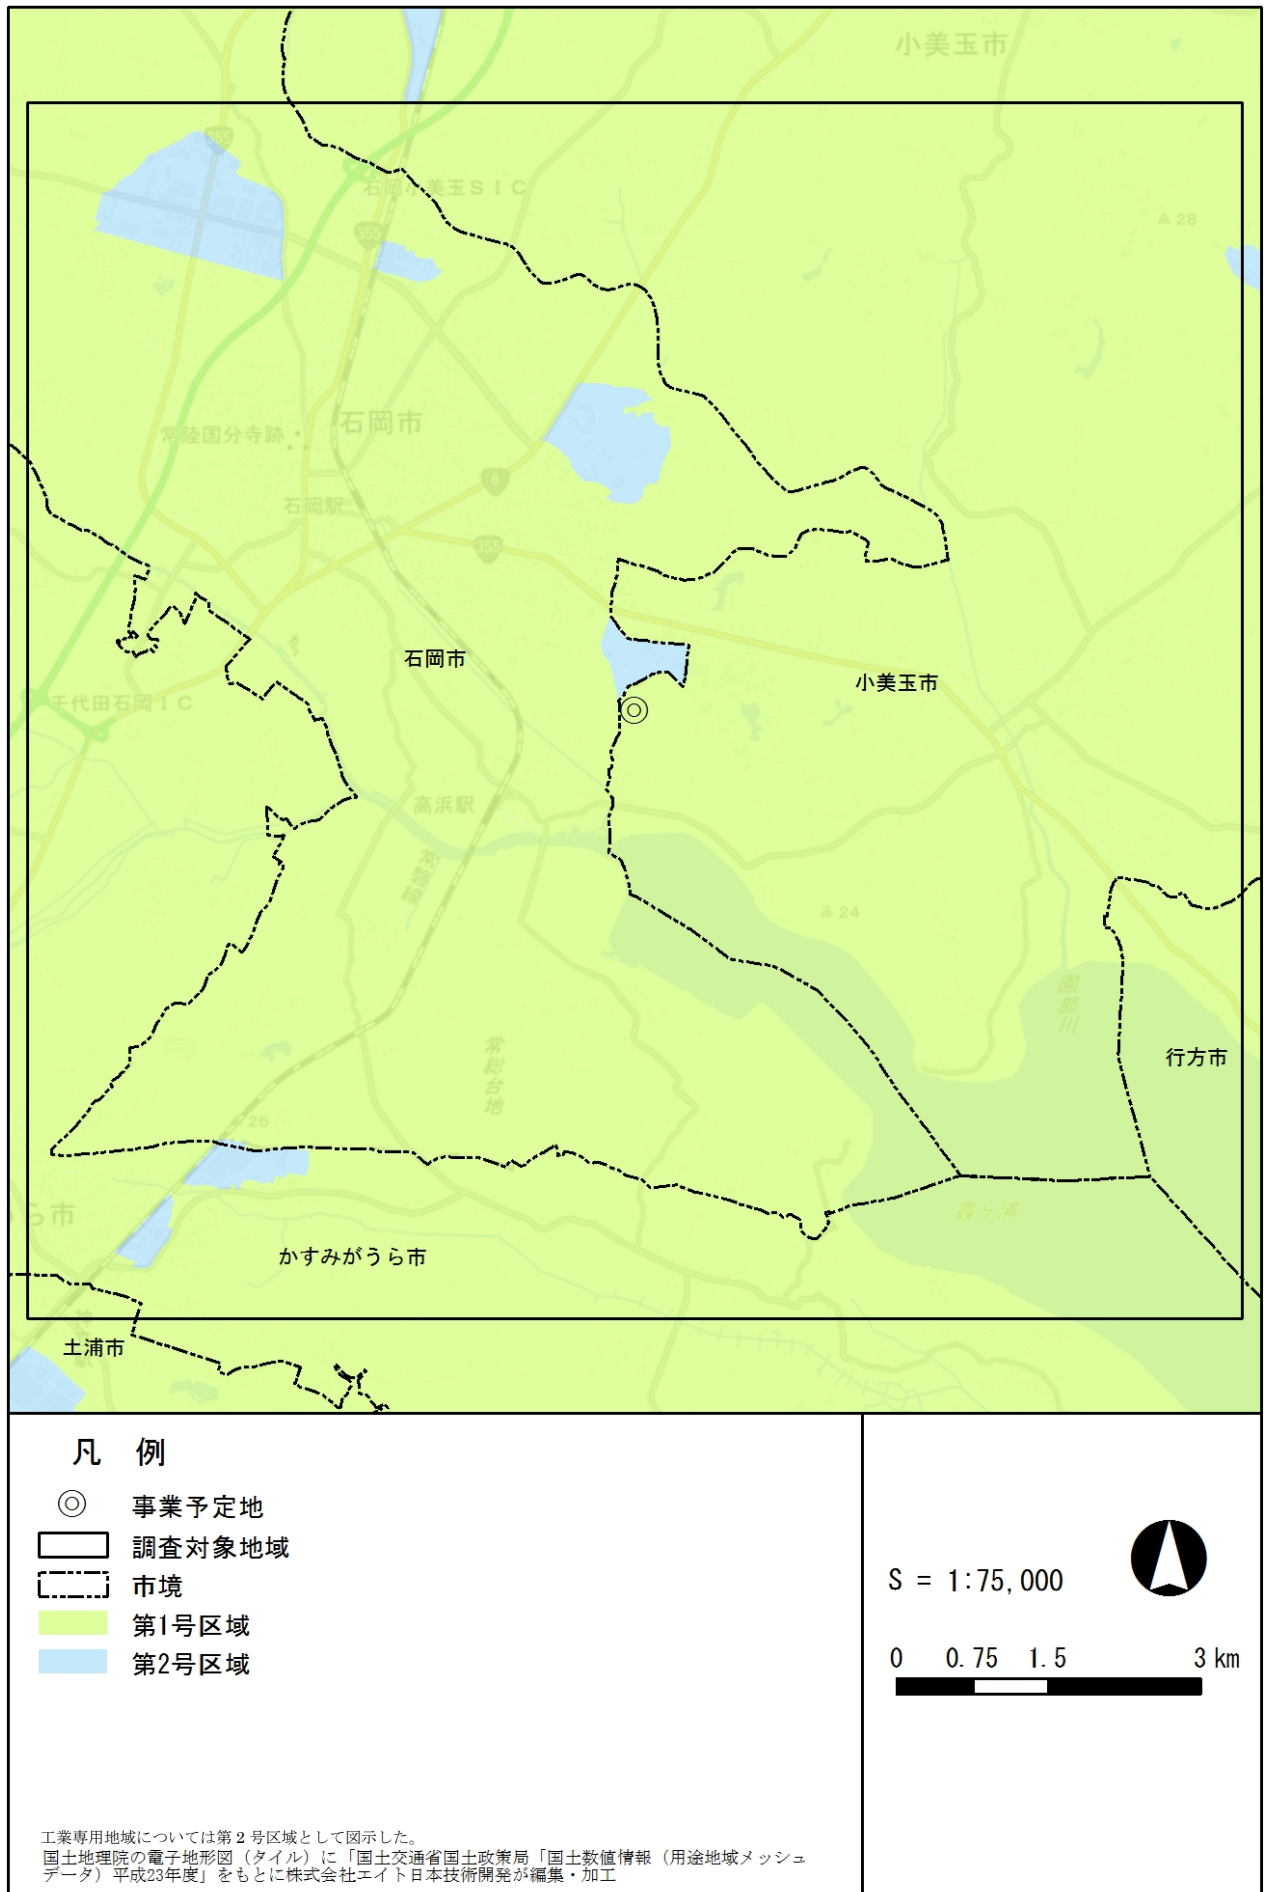 小美玉市
355
石岡小美玉ＳＩＣ
355
28
石岡市
常陸国分寺跡
6
石岡駅
355
石岡市
小美玉市
千代田石岡ＩＣ
高浜駅
常磐線
24
園部川
行方市
常総台地
26
ら市
霞ヶ浦
かすみがうら市
土浦市
凡 例
事業予定地
調査対象地域
市境
第1号区域
第2号区域
S = 1:75,000
0 0.75 1.5 3 km
工業専用地域については第２号区域として図示した。
国土地理院の電子地形図（タイル）に「国土交通省国土政策局「国土数値情報（用途地域メッシュ
データ）平成23年度」をもとに株式会社エイト日本技術開発が編集・加工